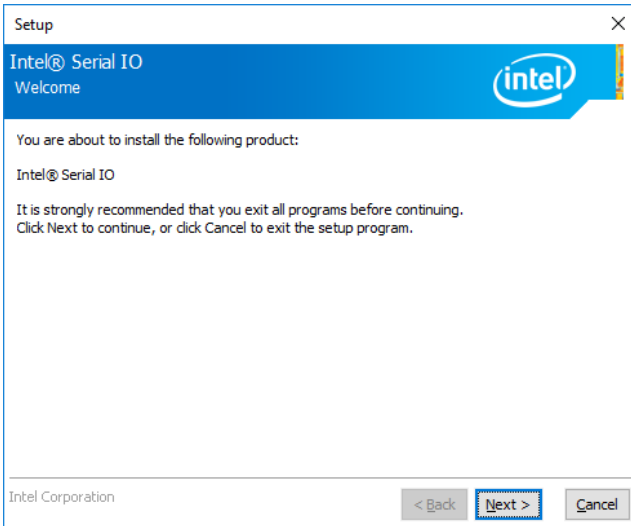 Setup
Intel® Serial IO
Welcome
intel
You are about to install the following product:
Intel® Serial IO
It is strongly recommended that you exit all programs before continuing.
Click Next to continue, or click Cancel to exit the setup program.
Intel Corporation
< Back Next > Cancel